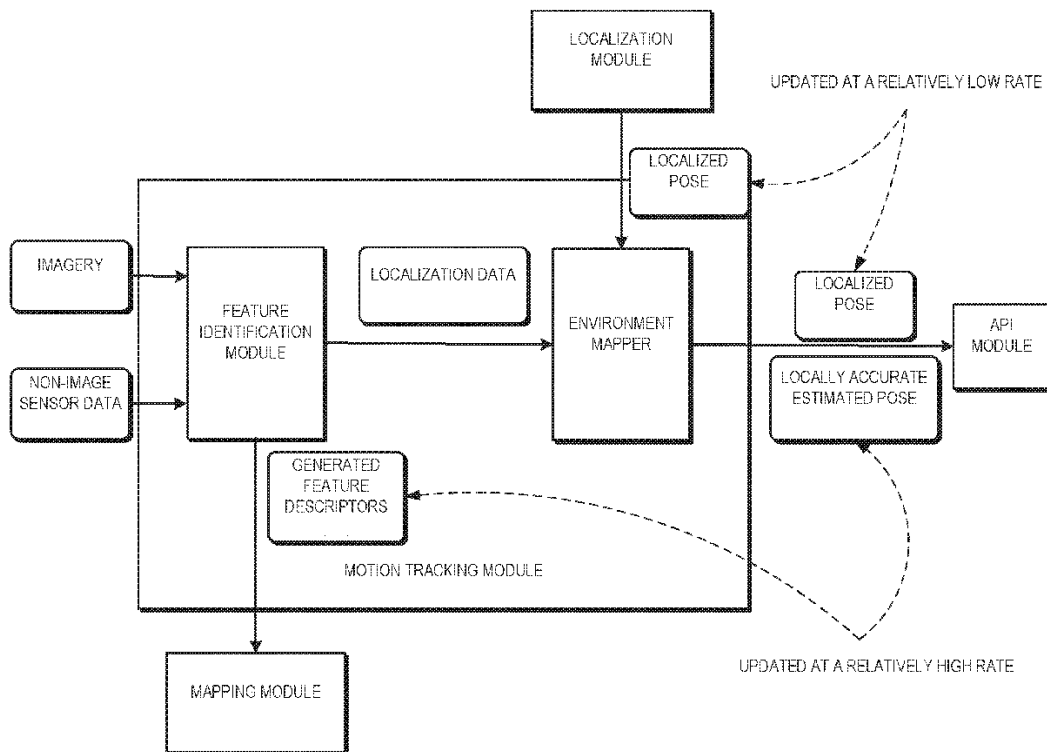 LOCALIZATION
MODULE
UPDATED AT A RELATIVELY LOW RATE
LOCALIZED
POSE
IMAGERY
LOCALIZATION DATA
LOCALIZED
POSE
FEATURE
IDENTIFICATION
MODULE
ENVIRONMENT
MAPPER
API
MODULE
NON-IMAGE
SENSOR DATA
LOCALLY ACCURATE
ESTIMATED POSE
GENERATED
FEATURE
DESCRIPTORS
MOTION TRACKING MODULE
UPDATED AT A RELATIVELY HIGH RATE
MAPPING MODULE